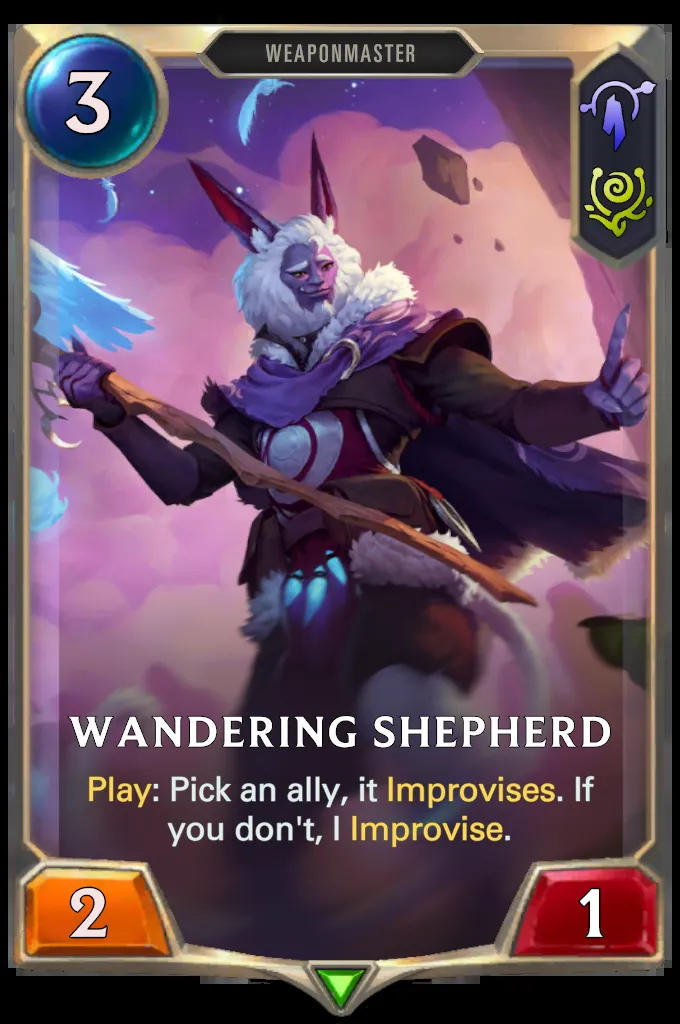 WEAPONMASTER
3
WANDERING SHEPHERD
Play: Pick an ally, it Improvises. If
you don't, I Improvise.
2
1